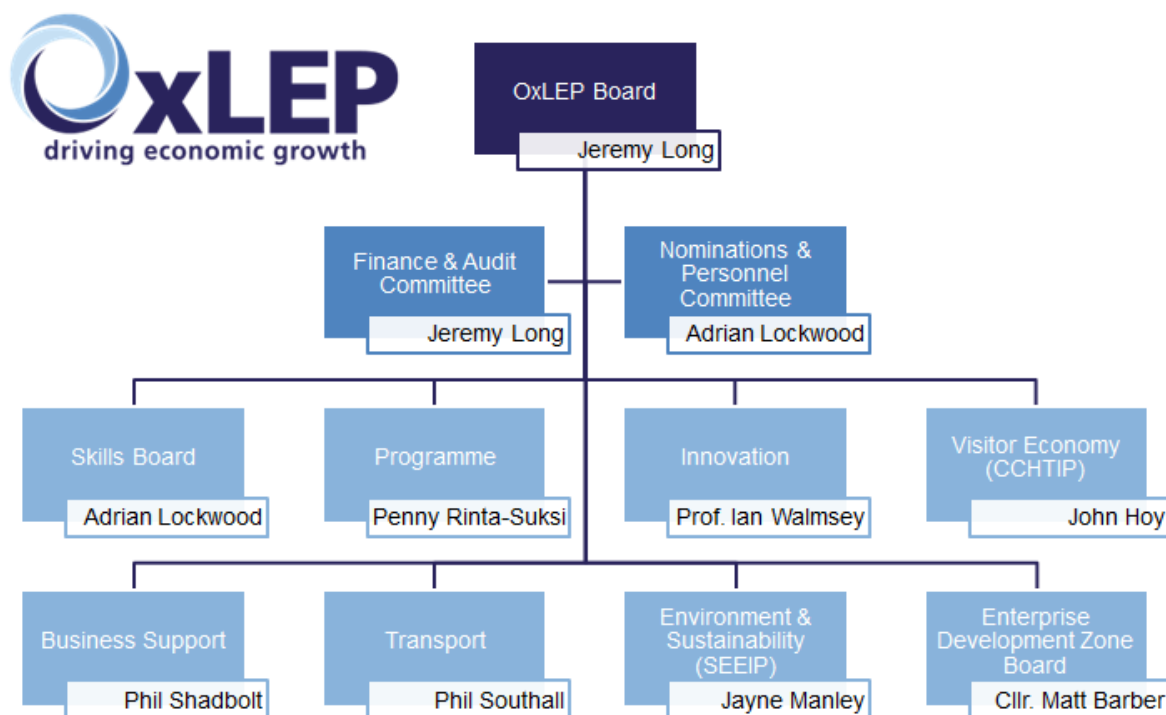 OxLEP
driving economic growth
OxLEP Board
Jeremy Long
Finance & Audit
Committee
Jeremy Long
Nominations &
Personnel
Committee
Adrian Lockwood
Skills Board
Adrian Lockwood
Programme
Penny Rinta-Suksi
Innovation
Prof. Ian Walmsey
Visitor Economy
(CCHTIP)
John Hoy
Business Support
Phil Shadbolt
Transport
Phil Southall
Environment &
Sustainability
(SEEIP)
Jayne Manley
Enterprise
Development Zone
Board
Cllr. Matt Barber